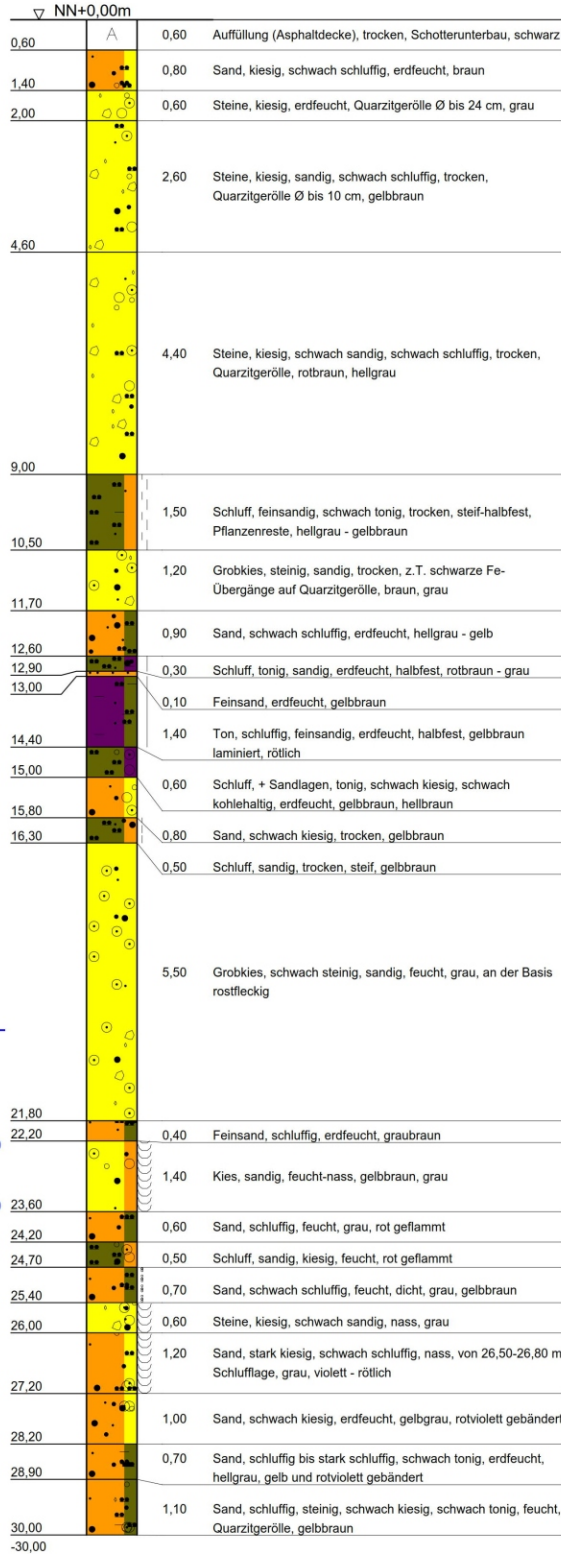 NN+0,00m
A
0,60 0,60 Auffüllung (Asphaltdecke), trocken, Schotterunterbau, schwarz
1,40 0,80 Sand, kiesig, schwach schluffig, erdfeucht, braun
2,00 0,60 Steine, kiesig, erdfeucht, Quarzitgerölle Ø bis 24 cm, grau
2,60 Steine, kiesig, sandig, schwach schluffig, trocken,
Quarzitgerölle Ø bis 10 cm, gelbbraun
4,60
4,40 Steine, kiesig, schwach sandig, schwach schluffig, trocken,
Quarzitgerölle, rotbraun, hellgrau
9,00
1,50 Schluff, feinsandig, schwach tonig, trocken, steif-halbfest,
Pflanzenreste, hellgrau - gelbbraun
10,50
1,20 Grobkies, steinig, sandig, trocken, z.T. schwarze Fe-
Übergänge auf Quarzitgerölle, braun, grau
11,70
0,90 Sand, schwach schluffig, erdfeucht, hellgrau - gelb
12,60
12,90 0,30 Schluff, tonig, sandig, erdfeucht, halbfest, rotbraun - grau
13,00
0,10 Feinsand, erdfeucht, gelbbraun
1,40 Ton, schluffig, feinsandig, erdfeucht, halbfest, gelbbraun
14,40
laminiert, rötlich
15,00
0,60 Schluff, + Sandlagen, tonig, schwach kiesig, schwach
kohlehaltig, erdfeucht, gelbbraun, hellbraun
15,80
16,30 0,80 Sand, schwach kiesig, trocken, gelbbraun
0,50 Schluff, sandig, trocken, steif, gelbbraun
5,50 Grobkies, schwach steinig, sandig, feucht, grau, an der Basis
rostfleckig
21,80
22,20 0,40 Feinsand, schluffig, erdfeucht, graubraun
1,40 Kies, sandig, feucht-nass, gelbbraun, grau
23,60
0,60 Sand, schluffig, feucht, grau, rot geflammt
24,20
24,70 0,50 Schluff, sandig, kiesig, feucht, rot geflammt
0,70 Sand, schwach schluffig, feucht, dicht, grau, gelbbraun
25,40
26,00 0,60 Steine, kiesig, schwach sandig, nass, grau
1,20 Sand, stark kiesig, schwach schluffig, nass, von 26,50-26,80 m
Schlufflage, grau, violett - rötlich
27,20
1,00 Sand, schwach kiesig, erdfeucht, gelbgrau, rotviolett gebändert
28,20
0,70 Sand, schluffig bis stark schluffig, schwach tonig, erdfeucht,
28,90 hellgrau, gelb und rotviolett gebändert
1,10 Sand, schluffig, steinig, schwach kiesig, schwach tonig, feucht,
30,00 Quarzitgerölle, gelbbraun
-30,00